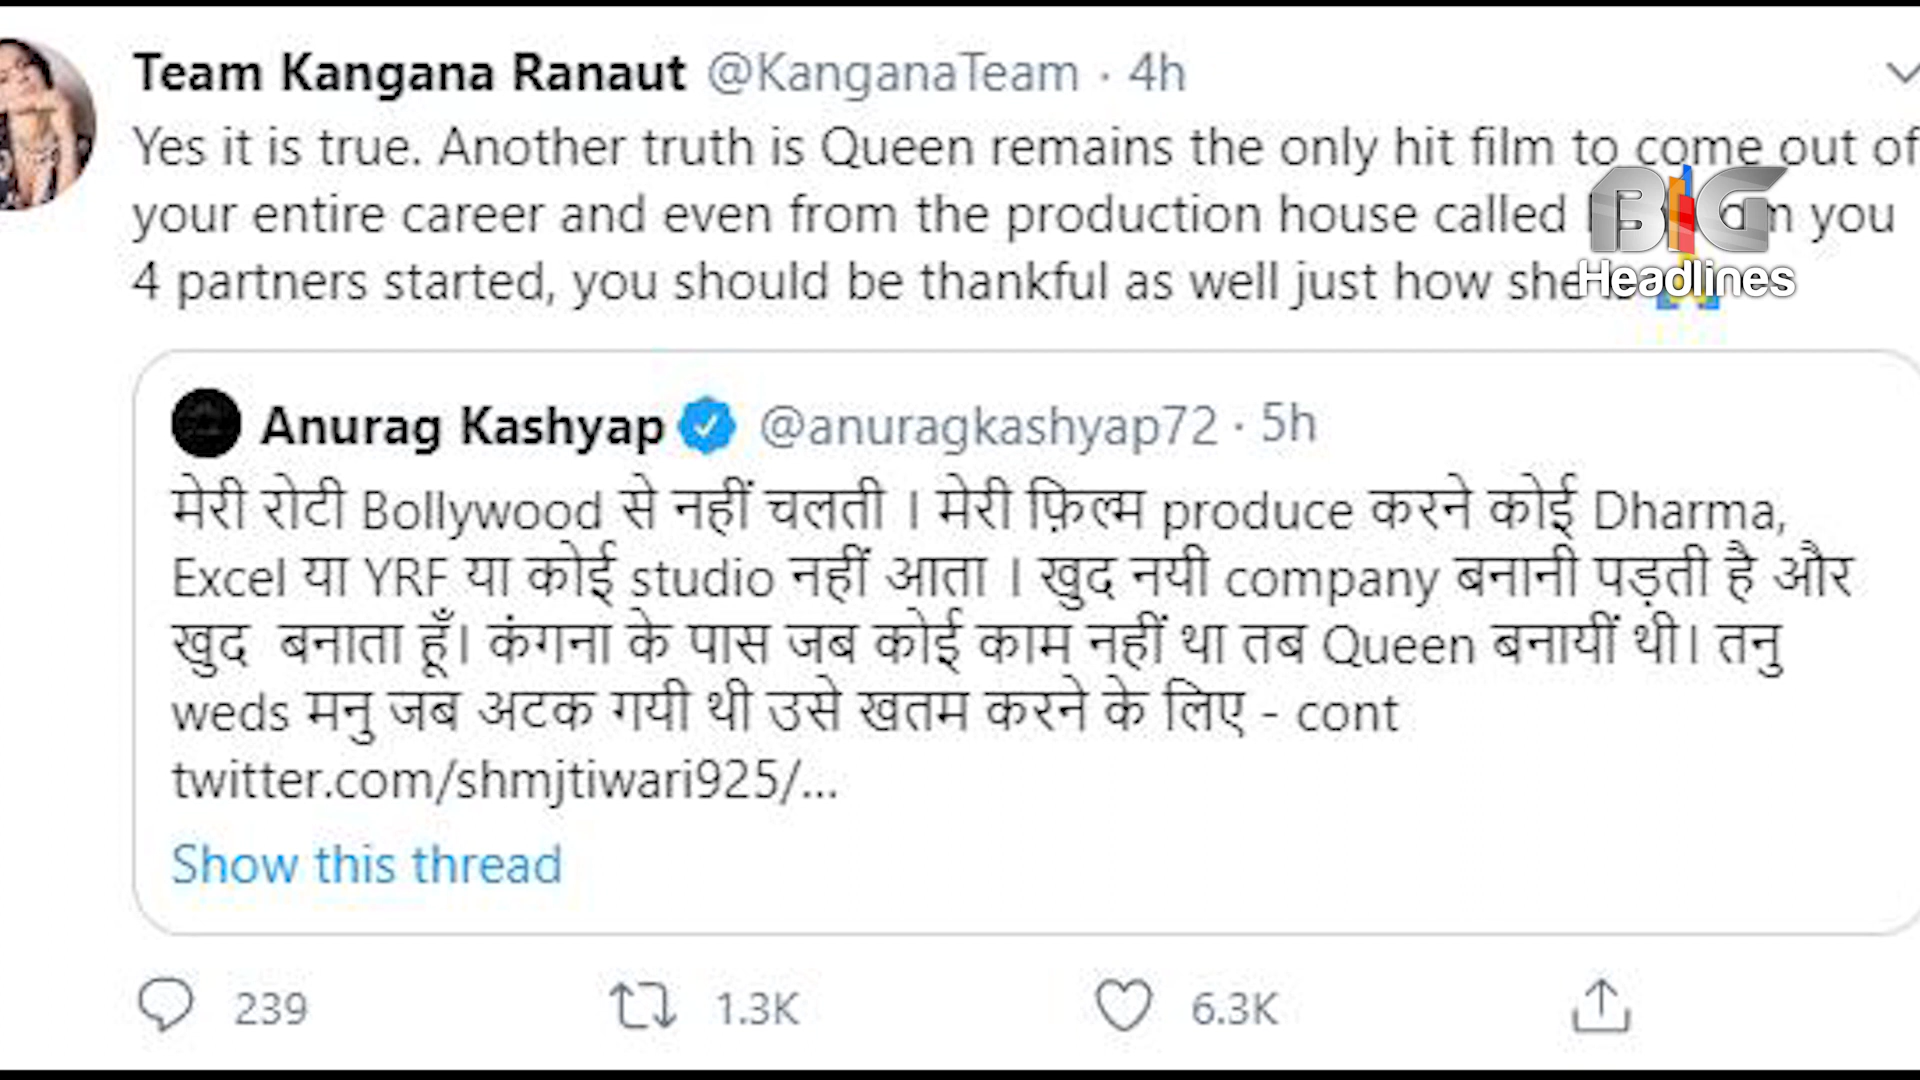 Team Kangana Ranaut @KanganaTeam · 4h
Yes it is true. Another truth is Queen remains the only hit film to come out of
your entire career and even from the production house called you
4 partners started, you should be thankful as well just how she
BIG
Headlines
Anurag Kashyap @anuragkashyap72 · 5h
मेरी रोटी Bollywood से नहीं चलती । मेरी फ़िल्म produce करने कोई Dharma,
Excel या YRF या कोई studio नहीं आता । खुद नयी company बनानी पड़ती है और
खुद बनाता हूँ। कंगना के पास जब कोई काम नहीं था तब Queen बनायीं थी। तनु
weds मनु जब अटक गयी थी उसे खतम करने के लिए - cont
twitter.com/shmjtiwari925/...
Show this thread
239 1.3K 6.3K